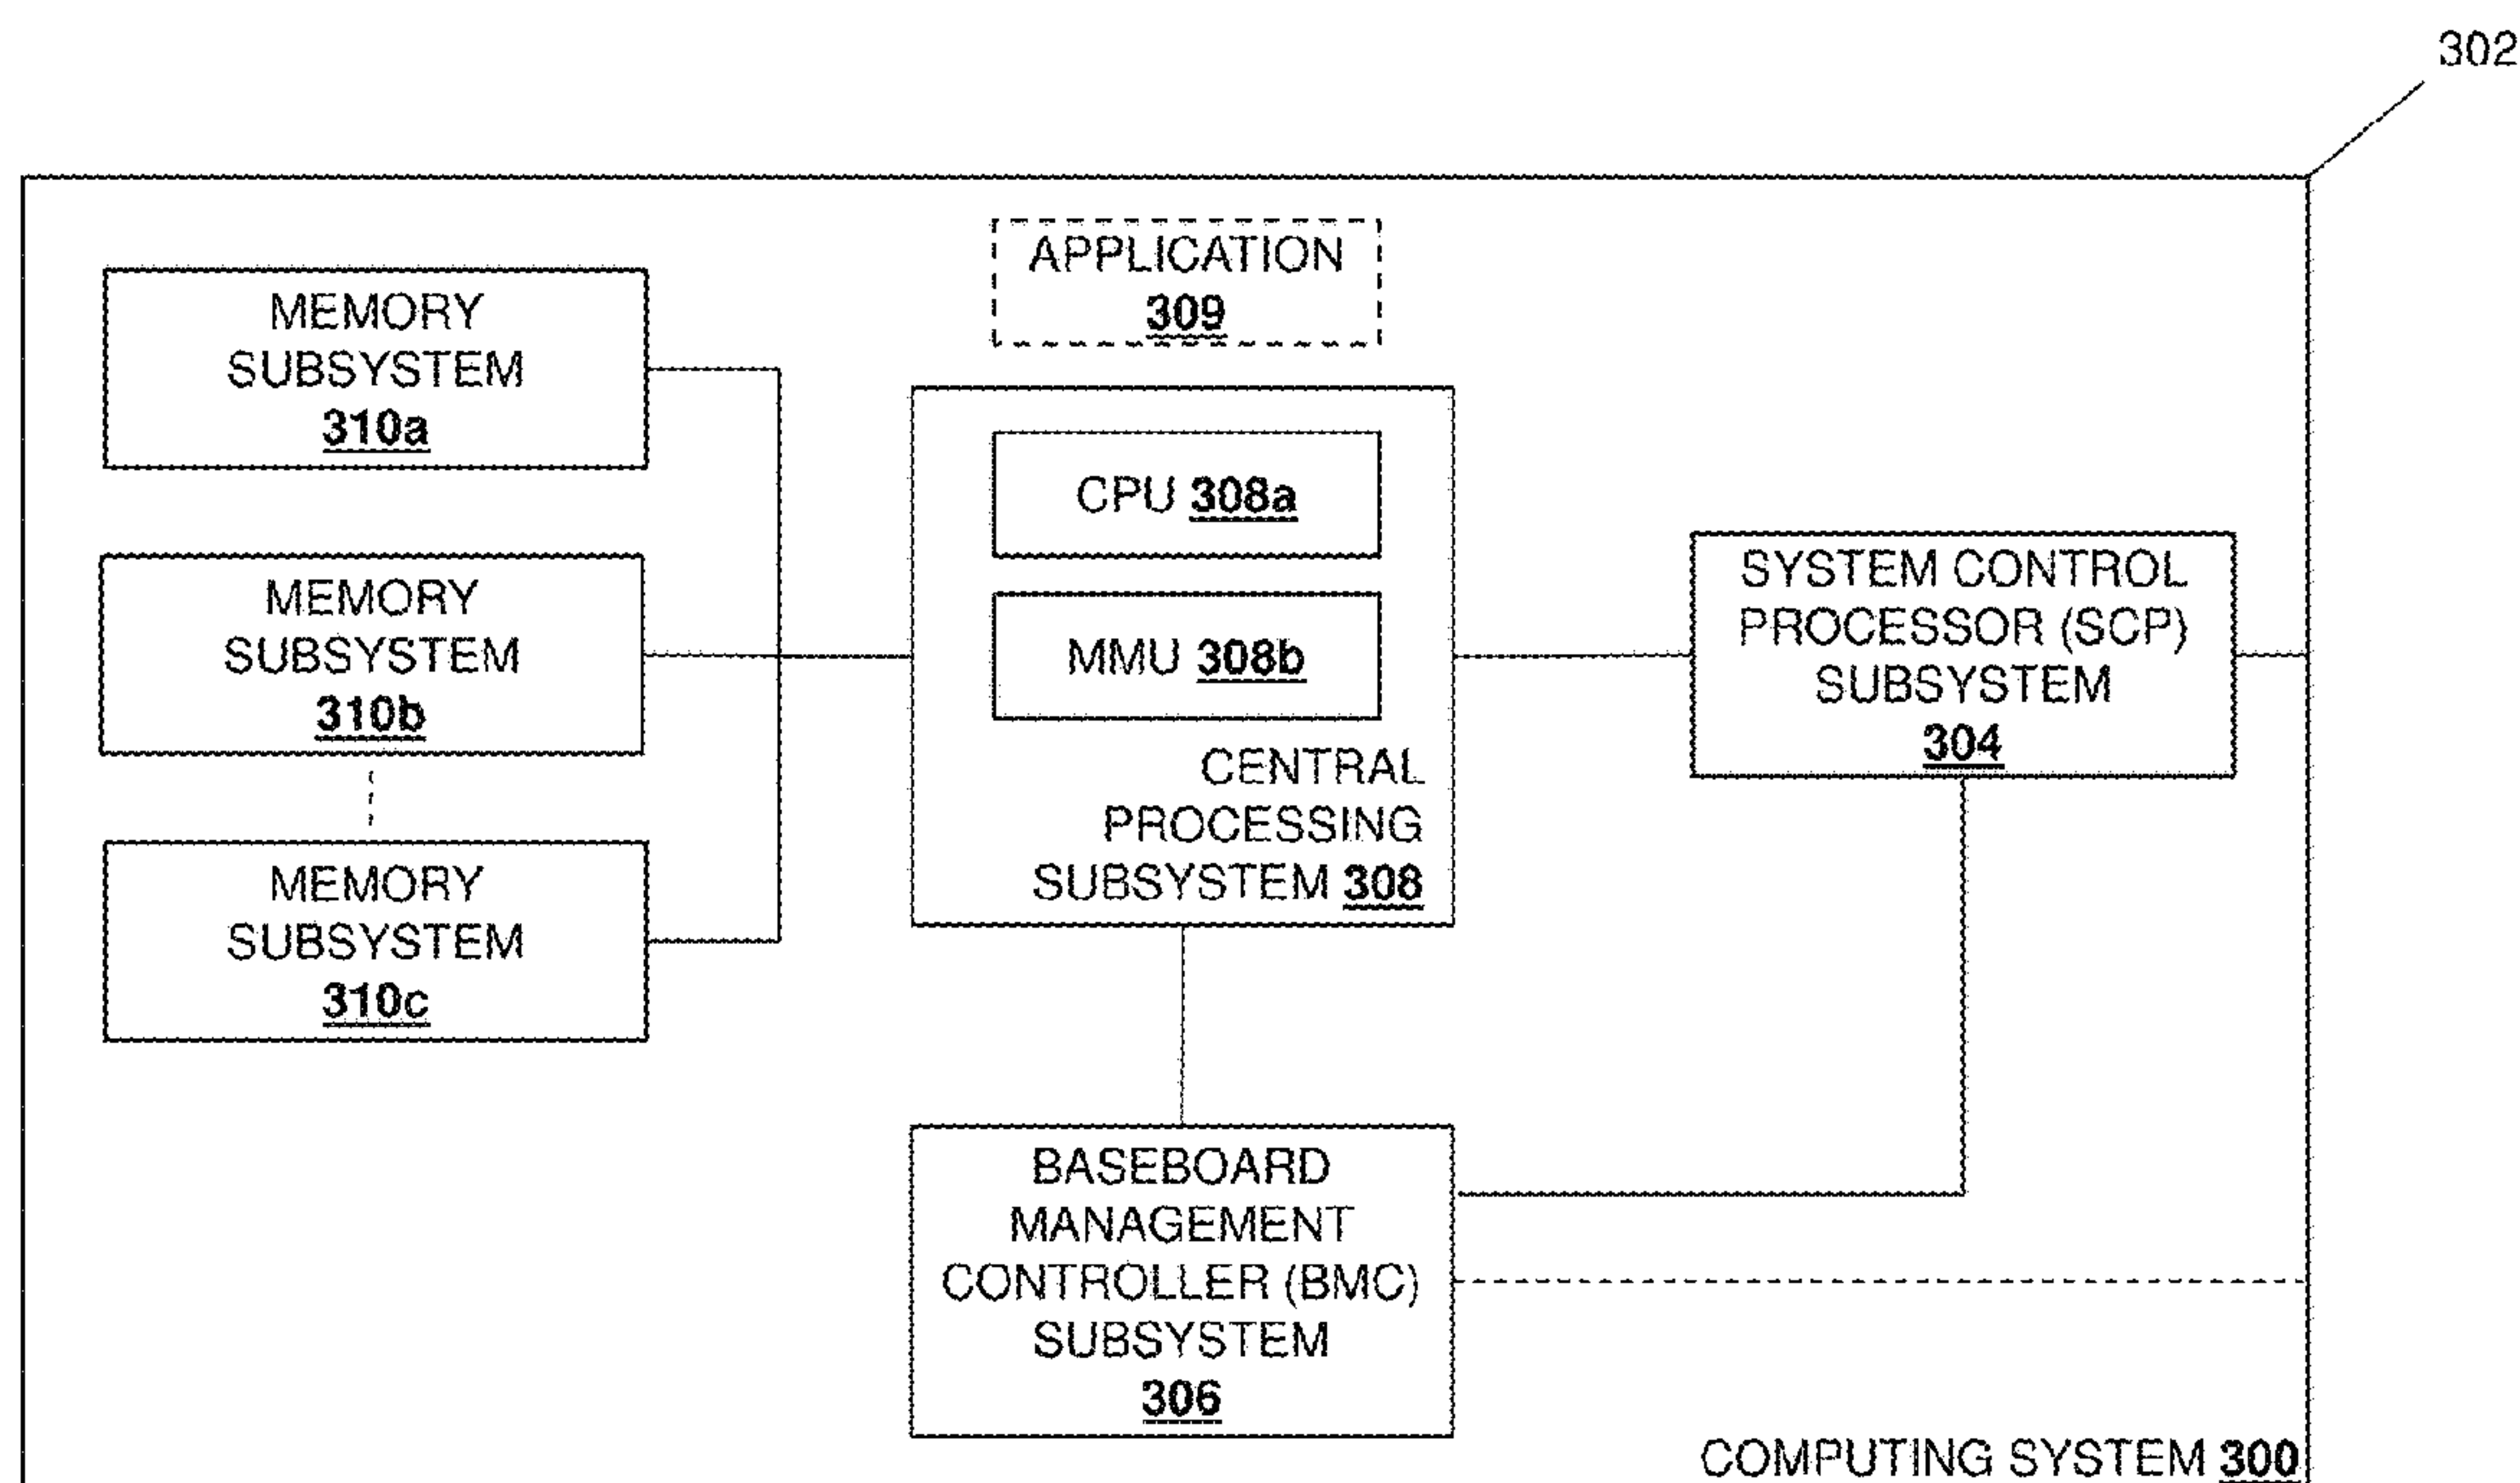 302
APPLICATION
309
MEMORY
SUBSYSTEM
310a
CPU 308a
MEMORY
SUBSYSTEM
310b
MMU 308b
SYSTEM CONTROL
PROCESSOR (SCP)
SUBSYSTEM
304
CENTRAL
PROCESSING
SUBSYSTEM 308
MEMORY
SUBSYSTEM
310c
BASEBOARD
MANAGEMENT
CONTROLLER (BMC)
SUBSYSTEM
306
COMPUTING SYSTEM 300